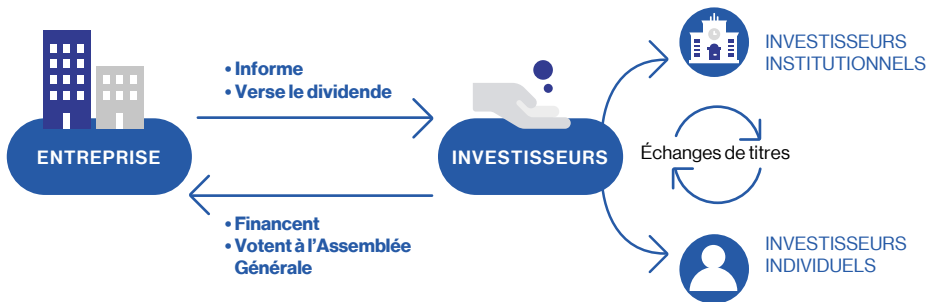 • Informe
• Verse le dividende
ENTREPRISE
INVESTISSEURS
• Financent
• Votent à l'Assemblée
Générale
INVESTISSEURS
INSTITUTIONNELS
Échanges de titres
INVESTISSEURS
INDIVIDUELS